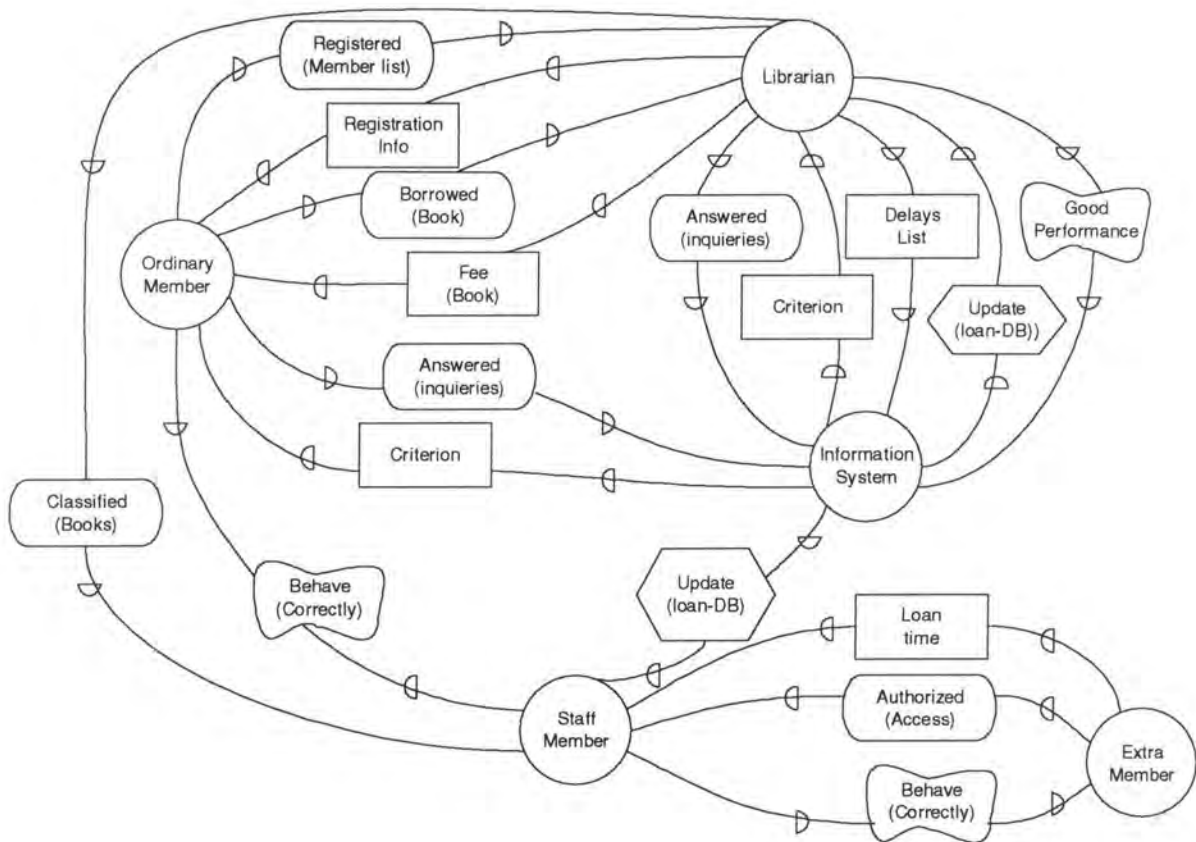 Registered
(Member list)
Librarian
Registration
Info
Borrowed
(Book)
Answered
(inquieries)
Delays
List
Good
Performance
Ordinary
Member
Fee
(Book)
Criterion
Update
(loan-DB))
Answered
(inquieries)
Criterion
Information
System
Classified
(Books)
Behave
(Correctly)
Update
(loan-DB)
Loan
time
Staff
Member
Authorized
(Access)
Extra
Member
Behave
(Correctly)